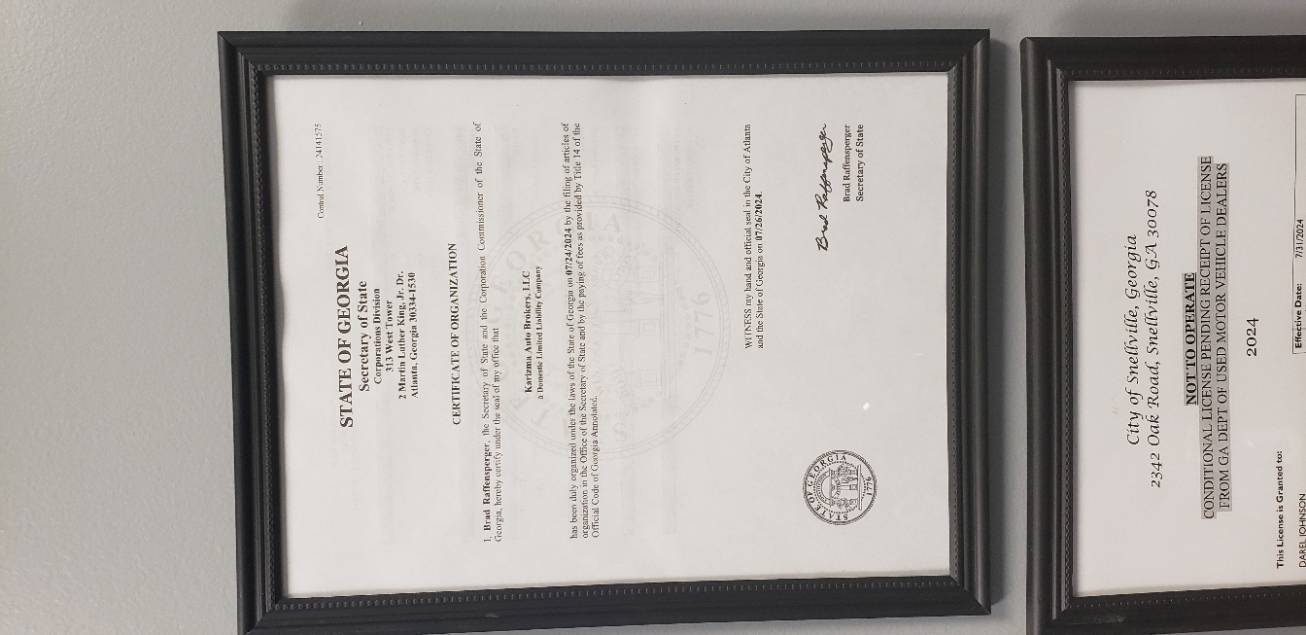 Control Number : 24141575
STATE OF GEORGIA
Secretary of State
Corporations Division
313 West Tower
2 Martin Luther King, Jr. Dr.
Atlanta, Georgia 30334-1530
CERTIFICATE OF ORGANIZATION
I, Brad Raffensperger, the Secretary of State and the Corporation Commissioner of the State of
Georgia, hereby certify under the seal of my office that
Karizma Auto Brokers, LLC
a Domestic Limited Liability Company
has been duly organized under the laws of the State of Georgia on 07/24/2024 by the filing of articles of
organization in the Office of the Secretary of State and by the paying of fees as provided by Title 14 of the
Official Code of Georgia Annotated.
STATE OF GEORGIA
1776
WITNESS my hand and official seal in the City of Atlanta
and the State of Georgia on 07/26/2024.
STATE OF GEORGIA
1776
Brad Raffensperger
Brad Raffensperger
Secretary of State
City of Snellville, Georgia
2342 Oak Road, Snellville, GA 30078
NOT TO OPERATE
CONDITIONAL LICENSE PENDING RECEIPT OF LICENSE
FROM GA DEPT OF USED MOTOR VEHICLE DEALERS
2024
This License is Granted to:
DAREL JOHNSON
Effective Date: 7/31/2024